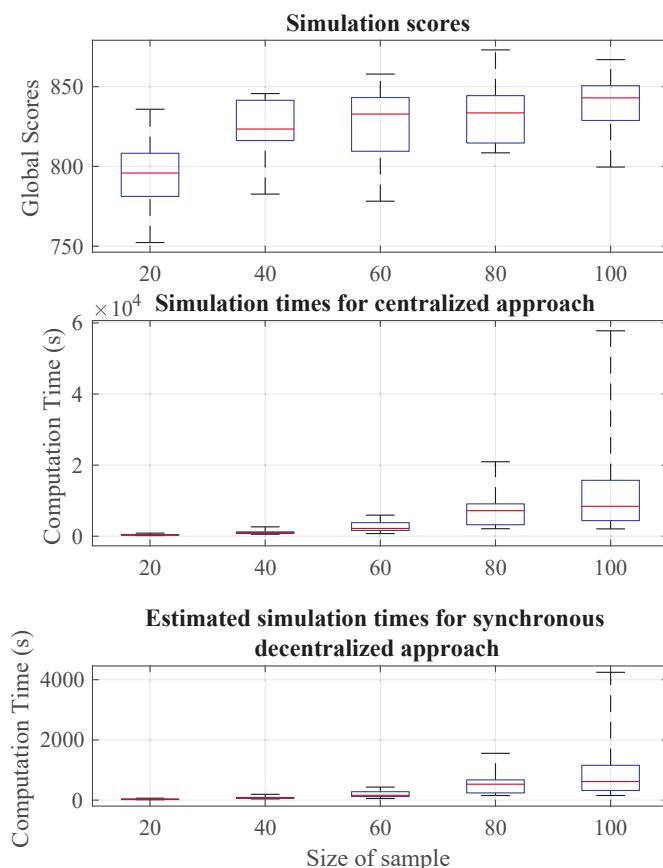 Simulation scores
Global Scores
850
800
750
20 40 60 80 100
× 10^4
Simulation times for centralized approach
Computation Time (s)
6
4
2
0
20 40 60 80 100
Estimated simulation times for synchronous
decentralized approach
Computation Time (s)
4000
2000
0
20 40 60 80 100
Size of sample